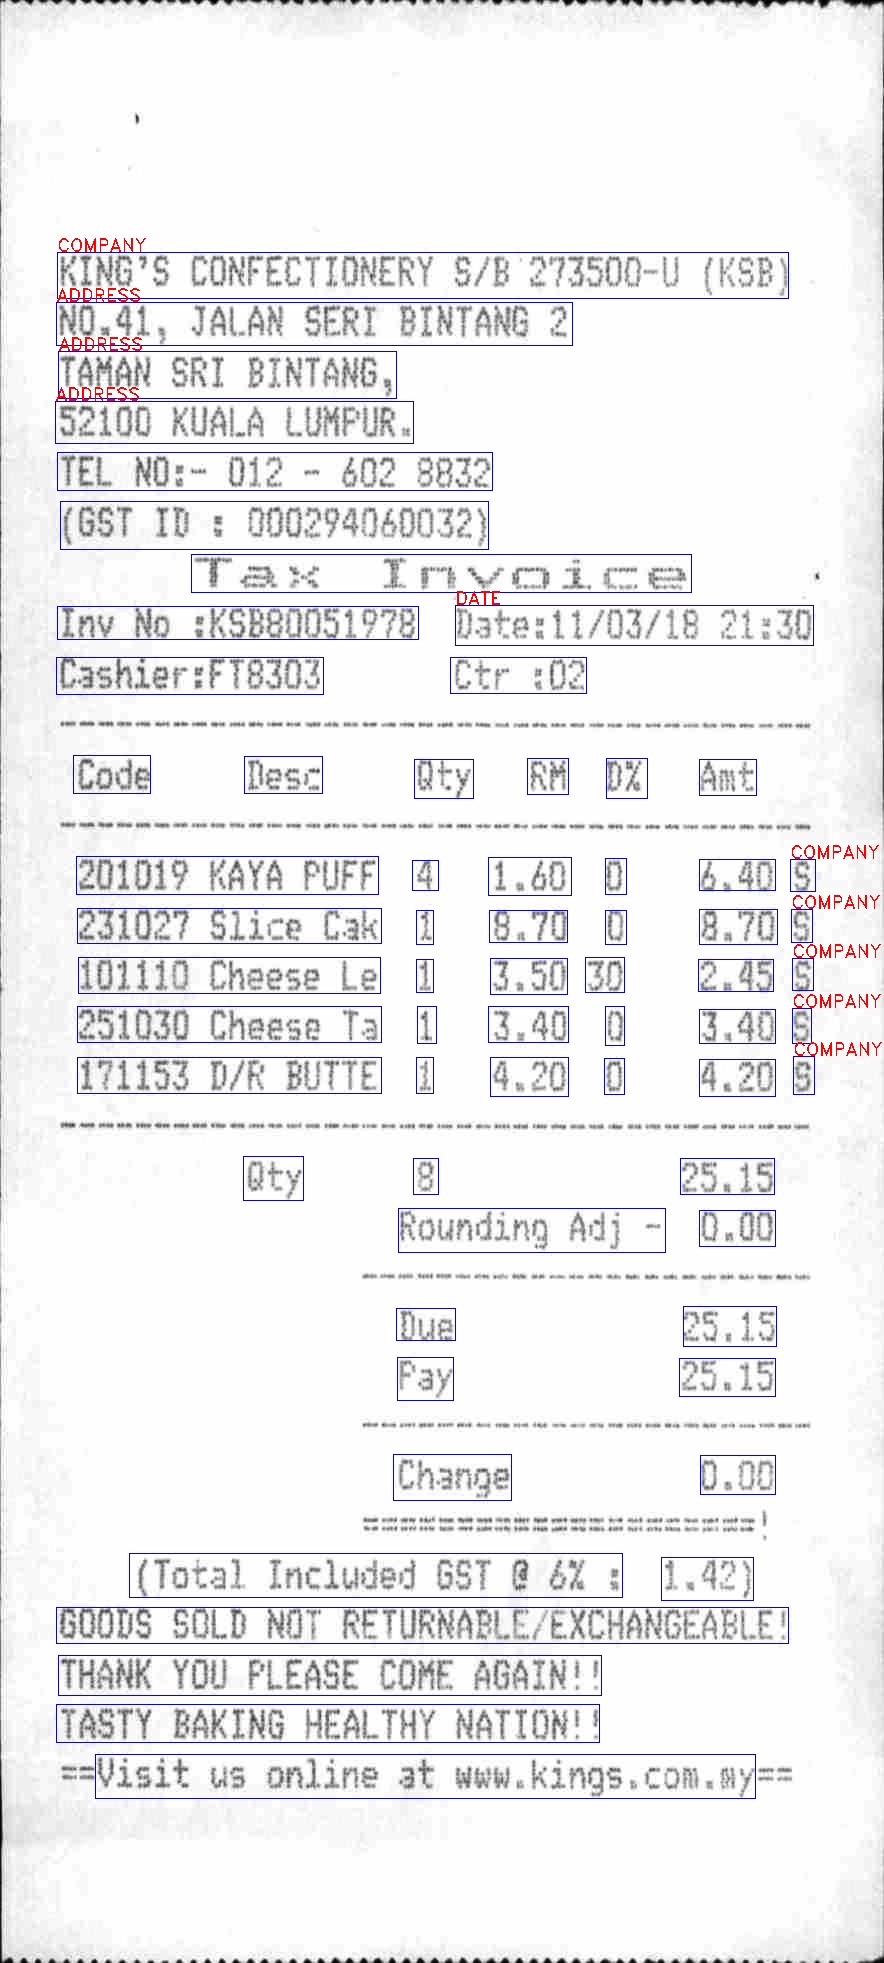 COMPANY
KING'S CONFECTIONERY S/B 273500-U (KSB)
ADDRESS
NO.41, JALAN SERI BINTANG 2
ADDRESS
TAMAN SRI BINTANG,
ADDRESS
52100 KUALA LUMPUR.
TEL NO:- 012 - 602 8832
(GST ID : 000294060032)
Tax Invoice
DATE
Inv No :KSB80051978 Date:11/03/18 21:30
Cashier:FT8303 Ctr :02
Code Desc Qty RM D% Amt
COMPANY
201019 KAYA PUFF 4 1.60 0 6.40 S
COMPANY
231027 Slice Cak 1 8.70 0 8.70 S
COMPANY
101110 Cheese Le 1 3.50 30 2.45 S
COMPANY
251030 Cheese Ta 1 3.40 0 3.40 S
COMPANY
171153 D/R BUTTE 1 4.20 0 4.20 S
Qty 8 25.15
Rounding Adj - 0.00
Due 25.15
Pay 25.15
Change 0.00
(Total Included GST @ 6% : 1.42)
GOODS SOLD NOT RETURNABLE/EXCHANGEABLE!
THANK YOU PLEASE COME AGAIN!!
TASTY BAKING HEALTHY NATION!!
==Visit us online at www.kings.com.my==